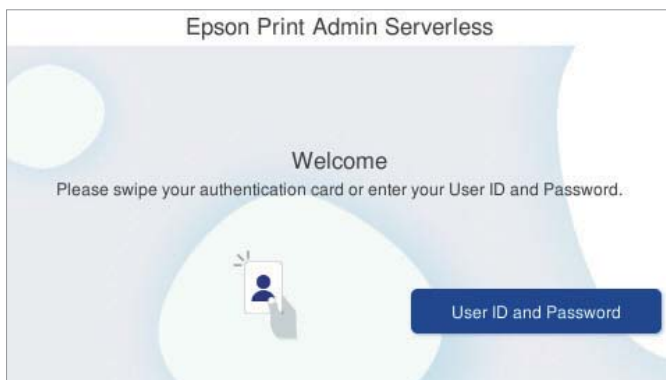 Epson Print Admin Serverless
Welcome
Please swipe your authentication card or enter your User ID and Password.
User ID and Password